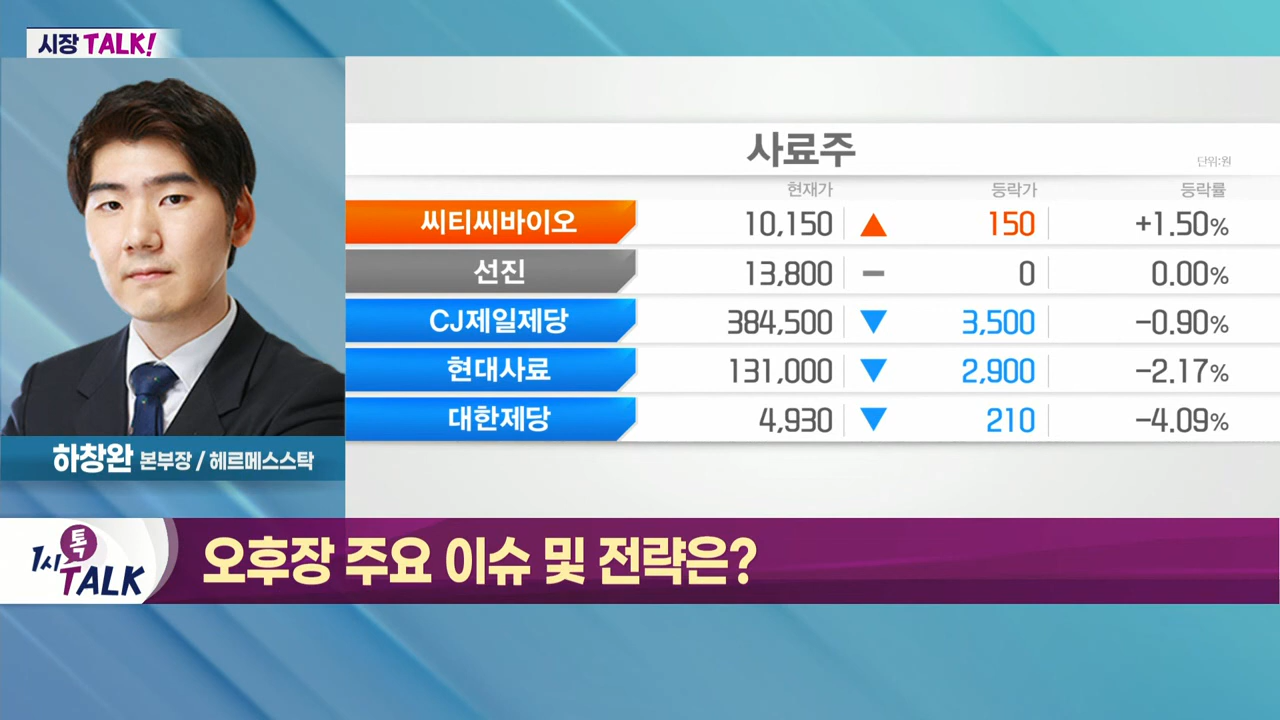 시장 TALK!
사료주
단위:원
현재가 등락가 등락률
씨티씨바이오 10,150 ▲ 150 +1.50%
선진 13,800 － 0 0.00%
CJ제일제당 384,500 ▼ 3,500 -0.90%
현대사료 131,000 ▼ 2,900 -2.17%
대한제당 4,930 ▼ 210 -4.09%
하창완 본부장 / 헤르메스스탁
1시 톡 TALK
오후장 주요 이슈 및 전략은?